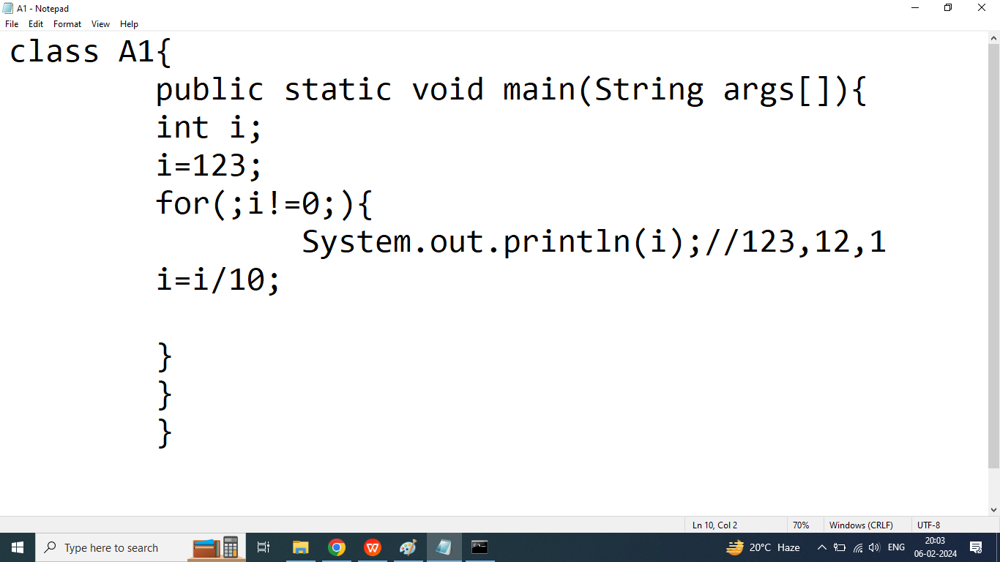 A1 - Notepad
File Edit Format View Help
class A1{
public static void main(String args[]){
int i;
i=123;
for(;i!=0;){
System.out.println(i);//123,12,1
i=i/10;
}
}
}
Ln 10, Col 2 70% Windows (CRLF) UTF-8
Type here to search 20°C Haze ENG 20:03
06-02-2024